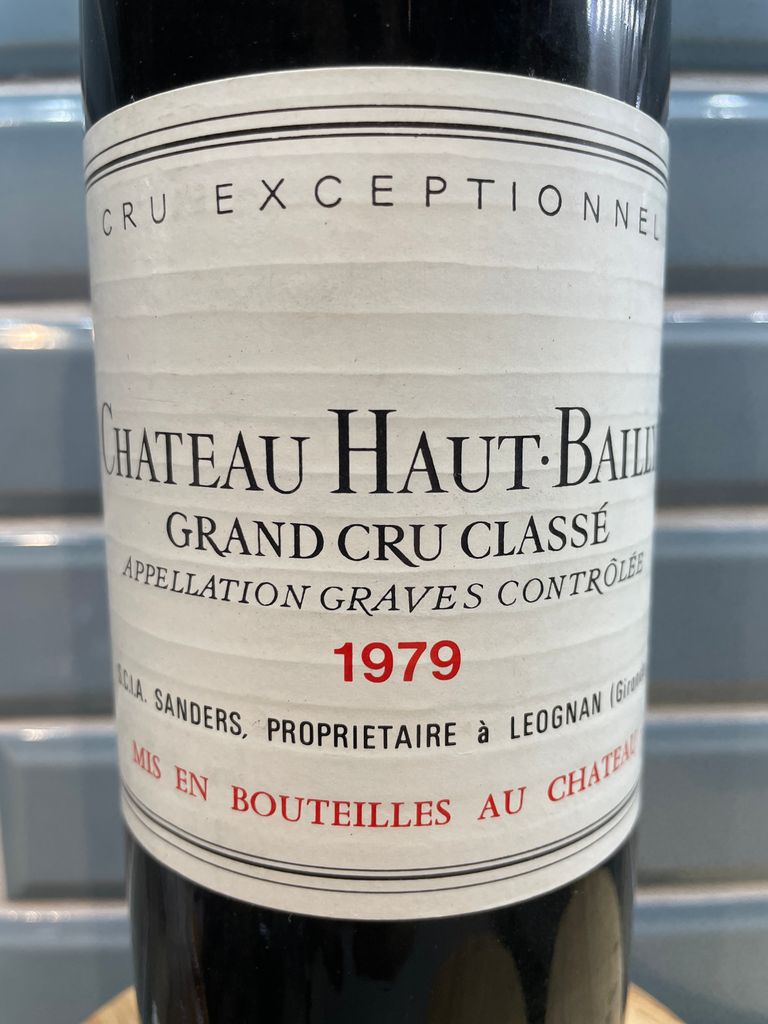 CRU EXCEPTIONNEL
CHATEAU HAUT·BAILLY
GRAND CRU CLASSÉ
APPELLATION GRAVES CONTRÔLÉE
1979
S.C.I.A. SANDERS, PROPRIETAIRE à LEOGNAN (Gironde
MIS EN BOUTEILLES AU CHATEAU